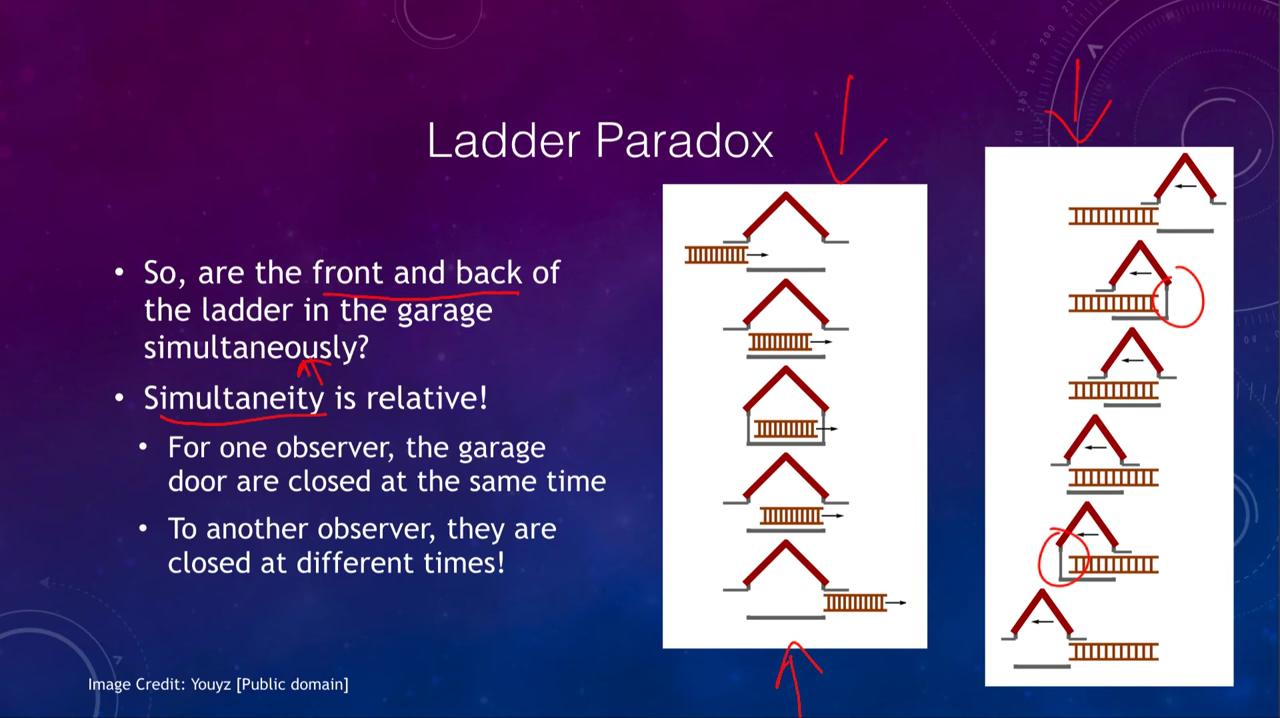 Ladder Paradox
• So, are the front and back of
the ladder in the garage
simultaneously?
• Simultaneity is relative!
• For one observer, the garage
door are closed at the same time
• To another observer, they are
closed at different times!
Image Credit: Youyz [Public domain]